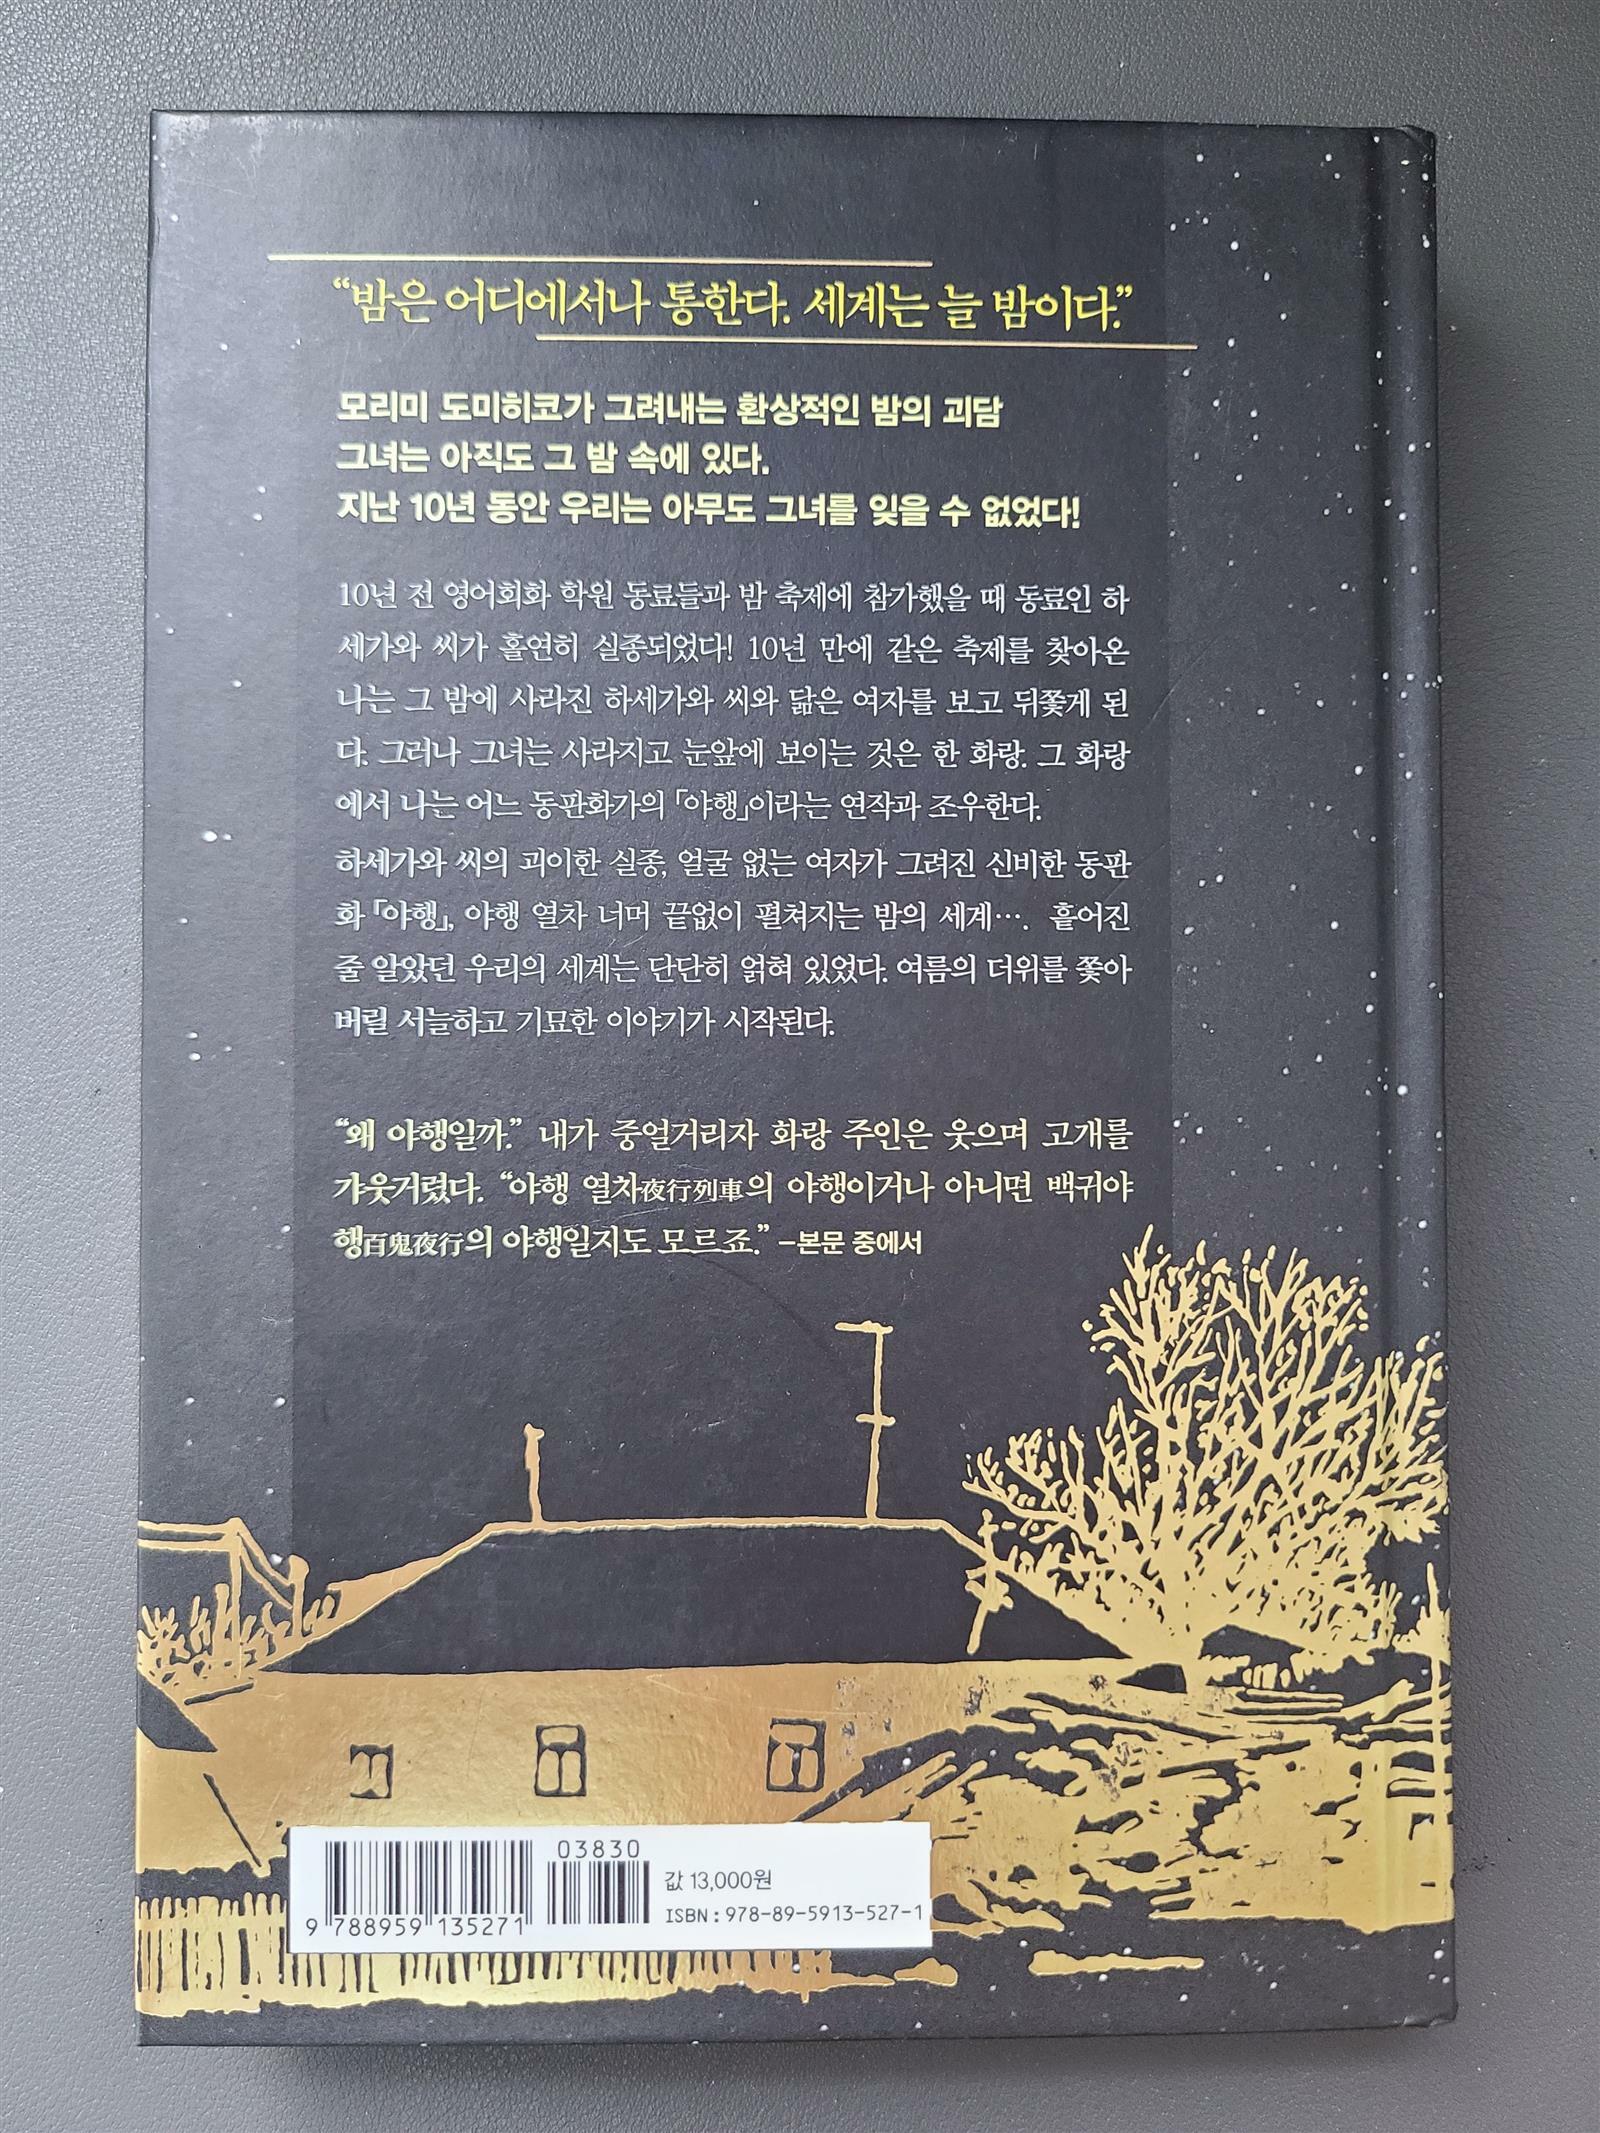 “밤은 어디에서나 통한다. 세계는 늘 밤이다.”
모리미 도미히코가 그려내는 환상적인 밤의 괴담
그녀는 아직도 그 밤 속에 있다.
지난 10년 동안 우리는 아무도 그녀를 잊을 수 없었다!
10년 전 영어회화 학원 동료들과 밤 축제에 참가했을 때 동료인 하
세가와 씨가 홀연히 실종되었다! 10년 만에 같은 축제를 찾아온
나는 그 밤에 사라진 하세가와 씨와 닮은 여자를 보고 뒤쫓게 된
다. 그러나 그녀는 사라지고 눈앞에 보이는 것은 한 화랑. 그 화랑
에서 나는 어느 동판화가의 「야행」이라는 연작과 조우한다.
하세가와 씨의 괴이한 실종, 얼굴 없는 여자가 그려진 신비한 동판
화 「야행」, 야행 열차 너머 끝없이 펼쳐지는 밤의 세계…. 흩어진
줄 알았던 우리의 세계는 단단히 얽혀 있었다. 여름의 더위를 쫓아
버릴 서늘하고 기묘한 이야기가 시작된다.
“왜 야행일까.” 내가 중얼거리자 화랑 주인은 웃으며 고개를
갸웃거렸다. “야행 열차夜行列車의 야행이거나 아니면 백귀야
행百鬼夜行의 야행일지도 모르죠.” –본문 중에서
03830
값 13,000원
ISBN : 978-89-5913-527-1
9 788959 135271